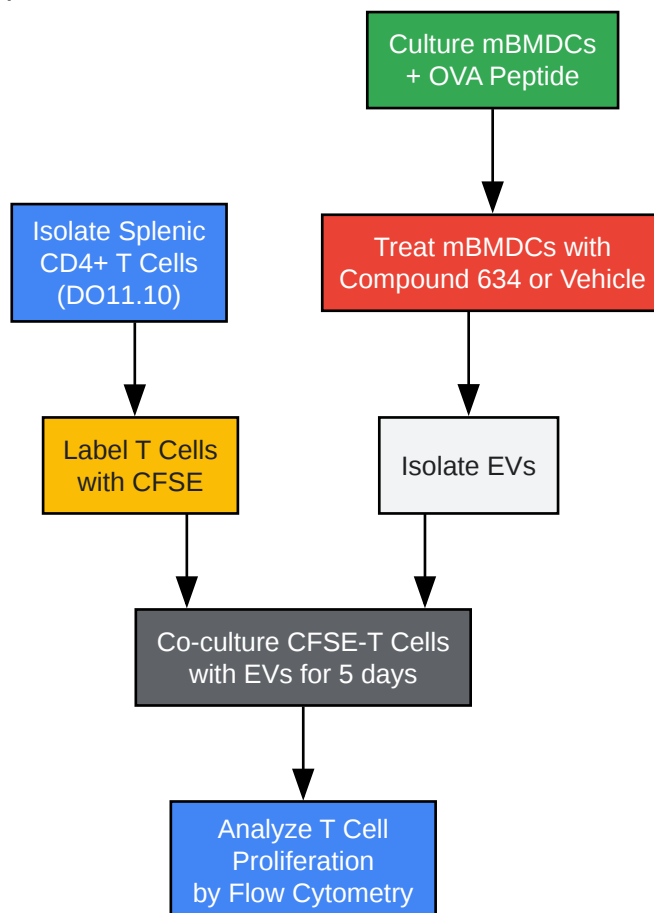 Culture mBMDCs
+ OVA Peptide
Isolate Splenic
CD4+ T Cells
(DO11.10)
Treat mBMDCs with
Compound 634 or Vehicle
Label T Cells
with CFSE
Isolate EVs
Co-culture CFSE-T Cells
with EVs for 5 days
Analyze T Cell
Proliferation
by Flow Cytometry